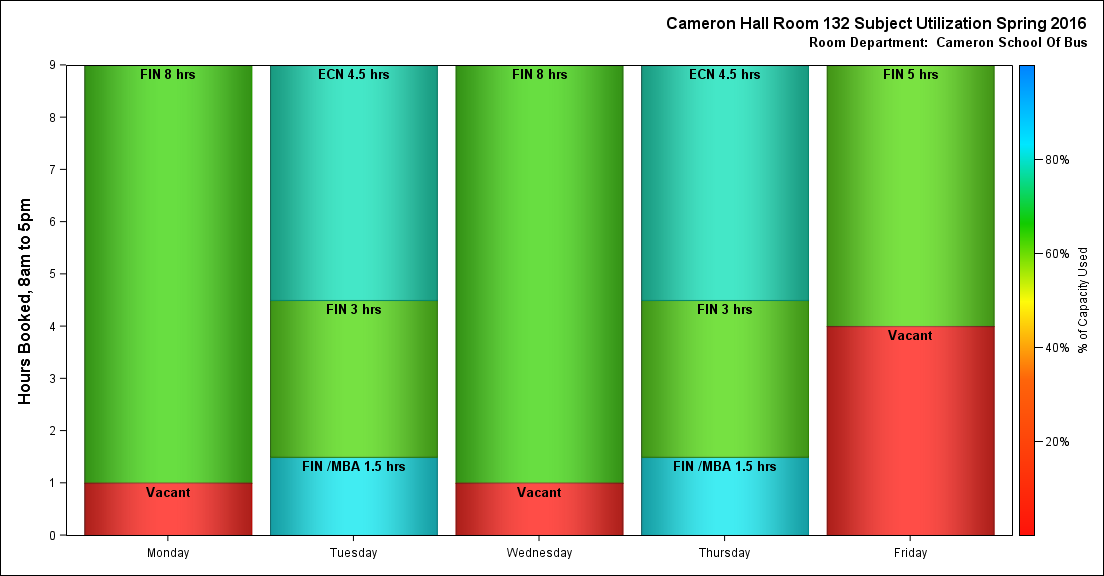 Cameron Hall Room 132 Subject Utilization Spring 2016
Room Department:  Cameron School Of Bus
Hours Booked, 8am to 5pm
9
8
7
6
5
4
3
2
1
0
FIN 8 hrs
Vacant
ECN 4.5 hrs
FIN 3 hrs
FIN /MBA 1.5 hrs
FIN 8 hrs
Vacant
ECN 4.5 hrs
FIN 3 hrs
FIN /MBA 1.5 hrs
FIN 5 hrs
Vacant
Monday
Tuesday
Wednesday
Thursday
Friday
80%
60%
40%
20%
% of Capacity Used